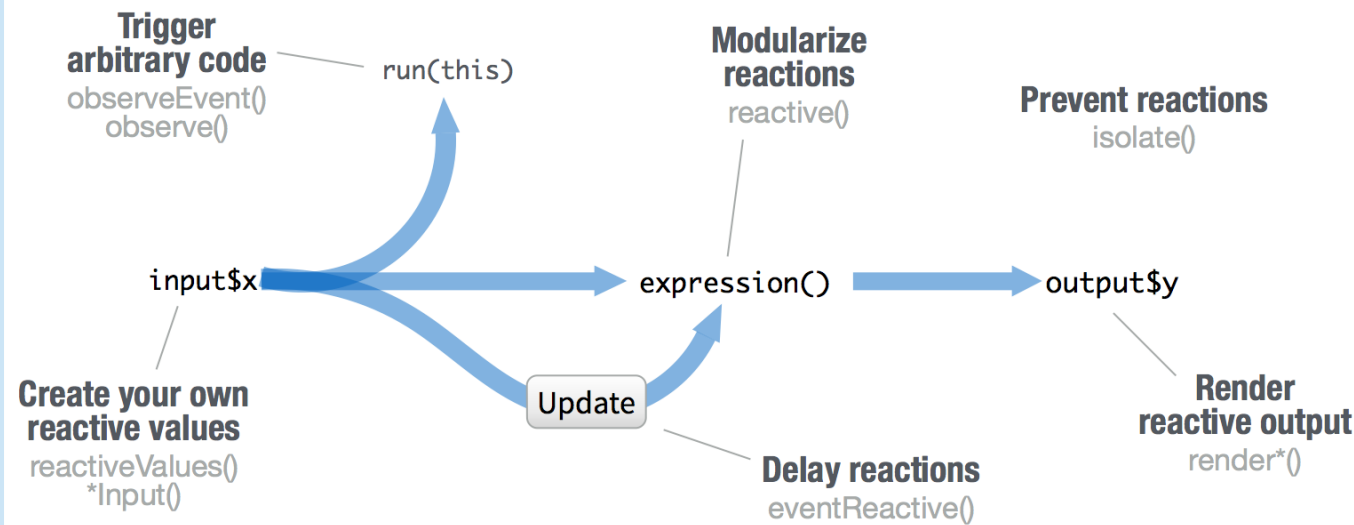 Trigger
arbitrary code
observeEvent()
observe()
run(this)
Modularize
reactions
reactive()
Prevent reactions
isolate()
input$x
expression()
output$y
Create your own
reactive values
reactiveValues()
*Input()
Update
Delay reactions
eventReactive()
Render
reactive output
render*()